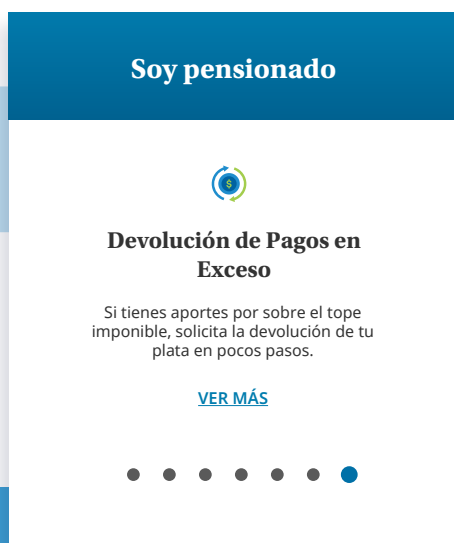 Soy pensionado
$
Devolución de Pagos en
Exceso
Si tienes aportes por sobre el tope
imponible, solicita la devolución de tu
plata en pocos pasos.
VER MÁS